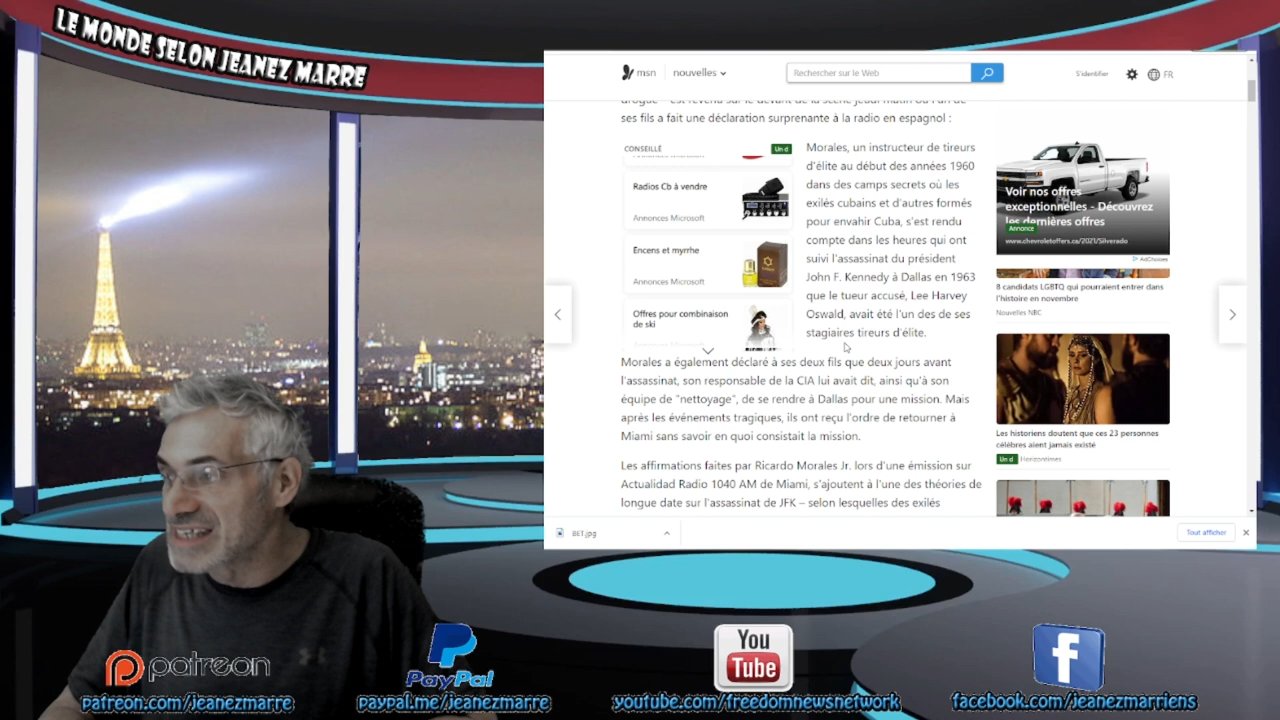 LE MONDE SELON JEANEZ MARRE
msn
nouvelles
Rechercher sur le Web
S'identifier
FR
ses fils a fait une déclaration surprenante à la radio en espagnol :
CONSEILLÉ
Un d
Radios Cb à vendre
Annonces Microsoft
Éncens et myrrhe
Annonces Microsoft
Offres pour combinaison
de ski
Morales, un instructeur de tireurs
d'élite au début des années 1960
dans des camps secrets où les
exilés cubains et d'autres formés
pour envahir Cuba, s'est rendu
compte dans les heures qui ont
suivi l'assassinat du président
John F. Kennedy à Dallas en 1963
que le tueur accusé, Lee Harvey
Oswald, avait été l'un des de ses
stagiaires tireurs d'élite.
Morales a également déclaré à ses deux fils que deux jours avant
l'assassinat, son responsable de la CIA lui avait dit, ainsi qu'à son
équipe de "nettoyage", de se rendre à Dallas pour une mission. Mais
après les événements tragiques, ils ont reçu l'ordre de retourner à
Miami sans savoir en quoi consistait la mission.
Les affirmations faites par Ricardo Morales Jr. lors d'une émission sur
Actualidad Radio 1040 AM de Miami, s'ajoutent à l'une des théories de
longue date sur l'assassinat de JFK – selon lesquelles des exilés
Voir nos offres
exceptionnelles - Découvrez
les dernières offres
Annonce
www.chevroletoffers.ca/2021/Silverado
AdChoices
8 candidats LGBTQ qui pourraient entrer dans
l'histoire en novembre
Nouvelles NBC
Les historiens doutent que ces 23 personnes
célèbres aient jamais existé
Un d
Horizontimes
BET.jpg
Tout afficher
patreon
PayPal
You
Tube
patreon.com/jeanezmarre
paypal.me/jeanezmarre
youtube.com/freedomnewsnetwork
facebook.com/jeanezmarriens